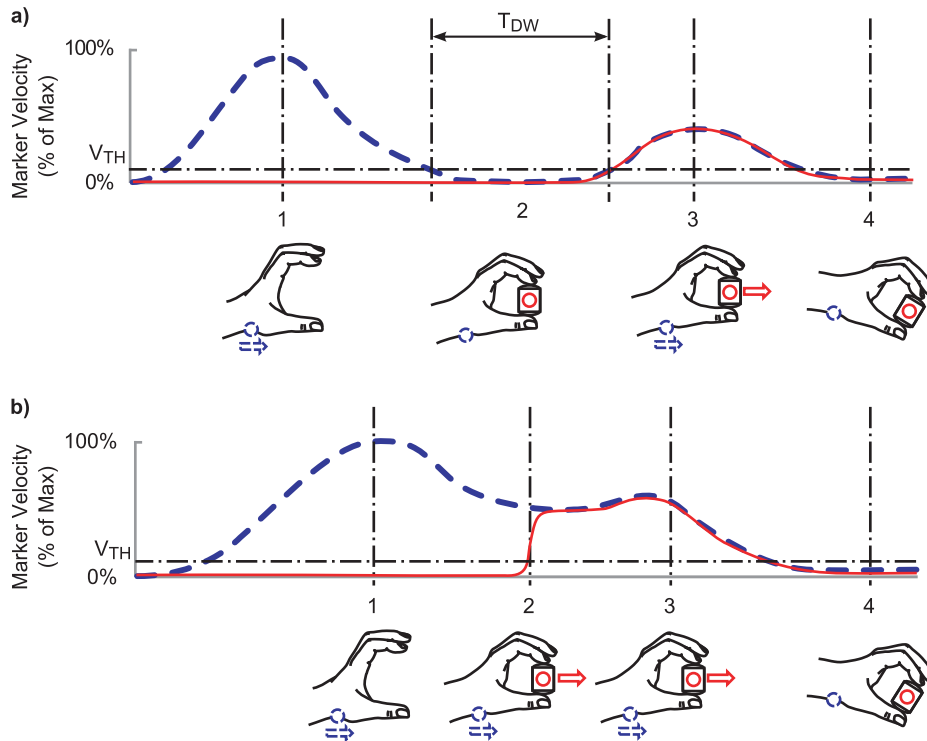 a)
T_DW
100%
Marker Velocity
(% of Max)
V_TH
0%
1
2
3
4
b)
100%
Marker Velocity
(% of Max)
V_TH
0%
1
2
3
4